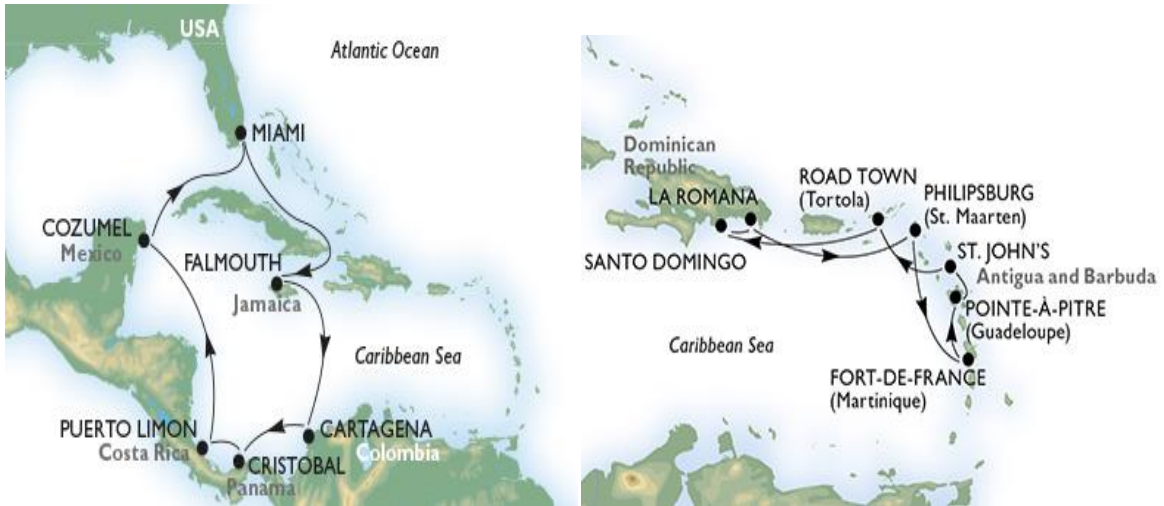 USA
Atlantic Ocean
MIAMI
COZUMEL
Mexico
FALMOUTH
Jamaica
Caribbean Sea
PUERTO LIMON
Costa Rica
CARTAGENA
Colombia
CRISTOBAL
Panama
Dominican
Republic
LA ROMANA
ROAD TOWN
(Tortola)
PHILIPSBURG
(St. Maarten)
SANTO DOMINGO
ST. JOHN'S
Antigua and Barbuda
POINTE-À-PITRE
(Guadeloupe)
Caribbean Sea
FORT-DE-FRANCE
(Martinique)